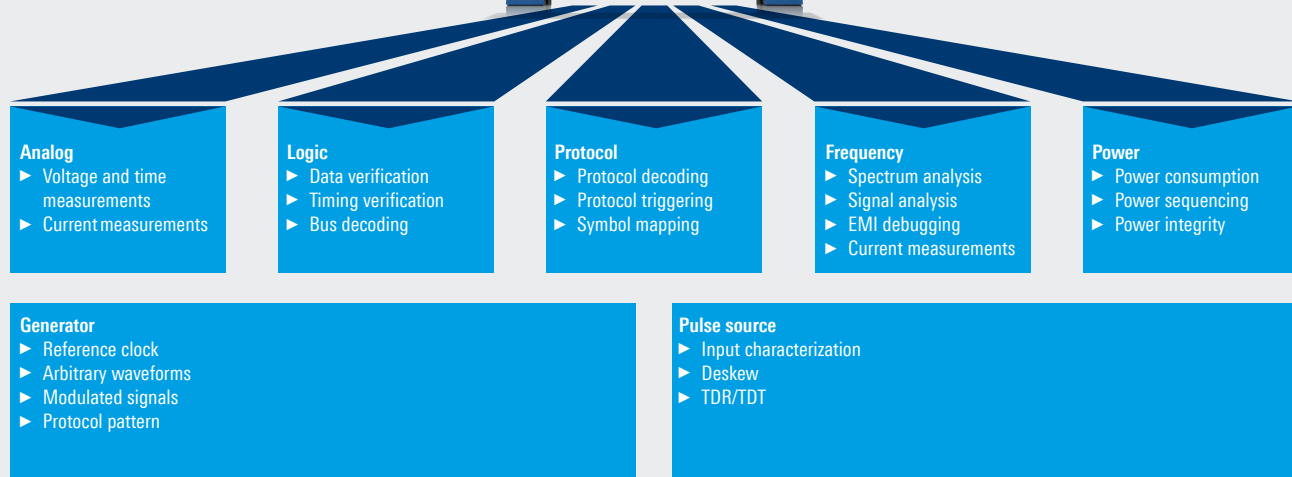 Analog
► Voltage and time
measurements
► Current measurements
Logic
► Data verification
► Timing verification
► Bus decoding
Protocol
► Protocol decoding
► Protocol triggering
► Symbol mapping
Frequency
► Spectrum analysis
► Signal analysis
► EMI debugging
► Current measurements
Power
► Power consumption
► Power sequencing
► Power integrity
Generator
► Reference clock
► Arbitrary waveforms
► Modulated signals
► Protocol pattern
Pulse source
► Input characterization
► Deskew
► TDR/TDT